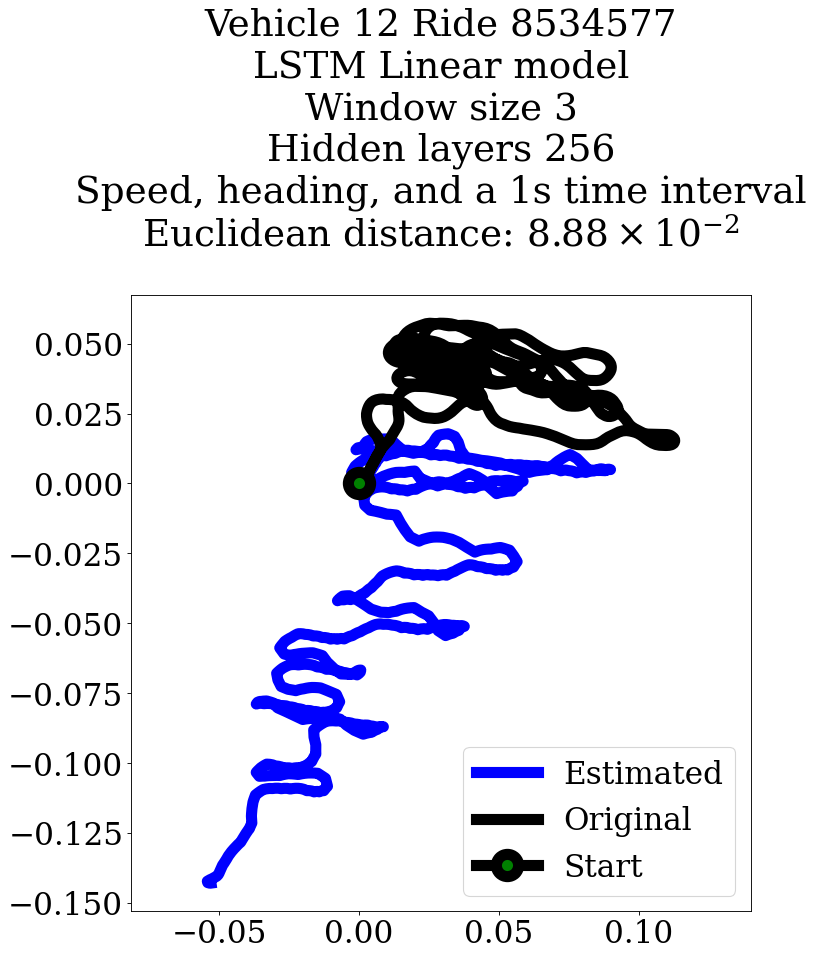 Vehicle 12 Ride 8534577
LSTM Linear model
Window size 3
Hidden layers 256
Speed, heading, and a 1s time interval
Euclidean distance: 8.88 × 10⁻²
0.050
0.025
0.000
−0.025
−0.050
−0.075
−0.100
−0.125
−0.150
Estimated
Original
Start
−0.05 0.00 0.05 0.10